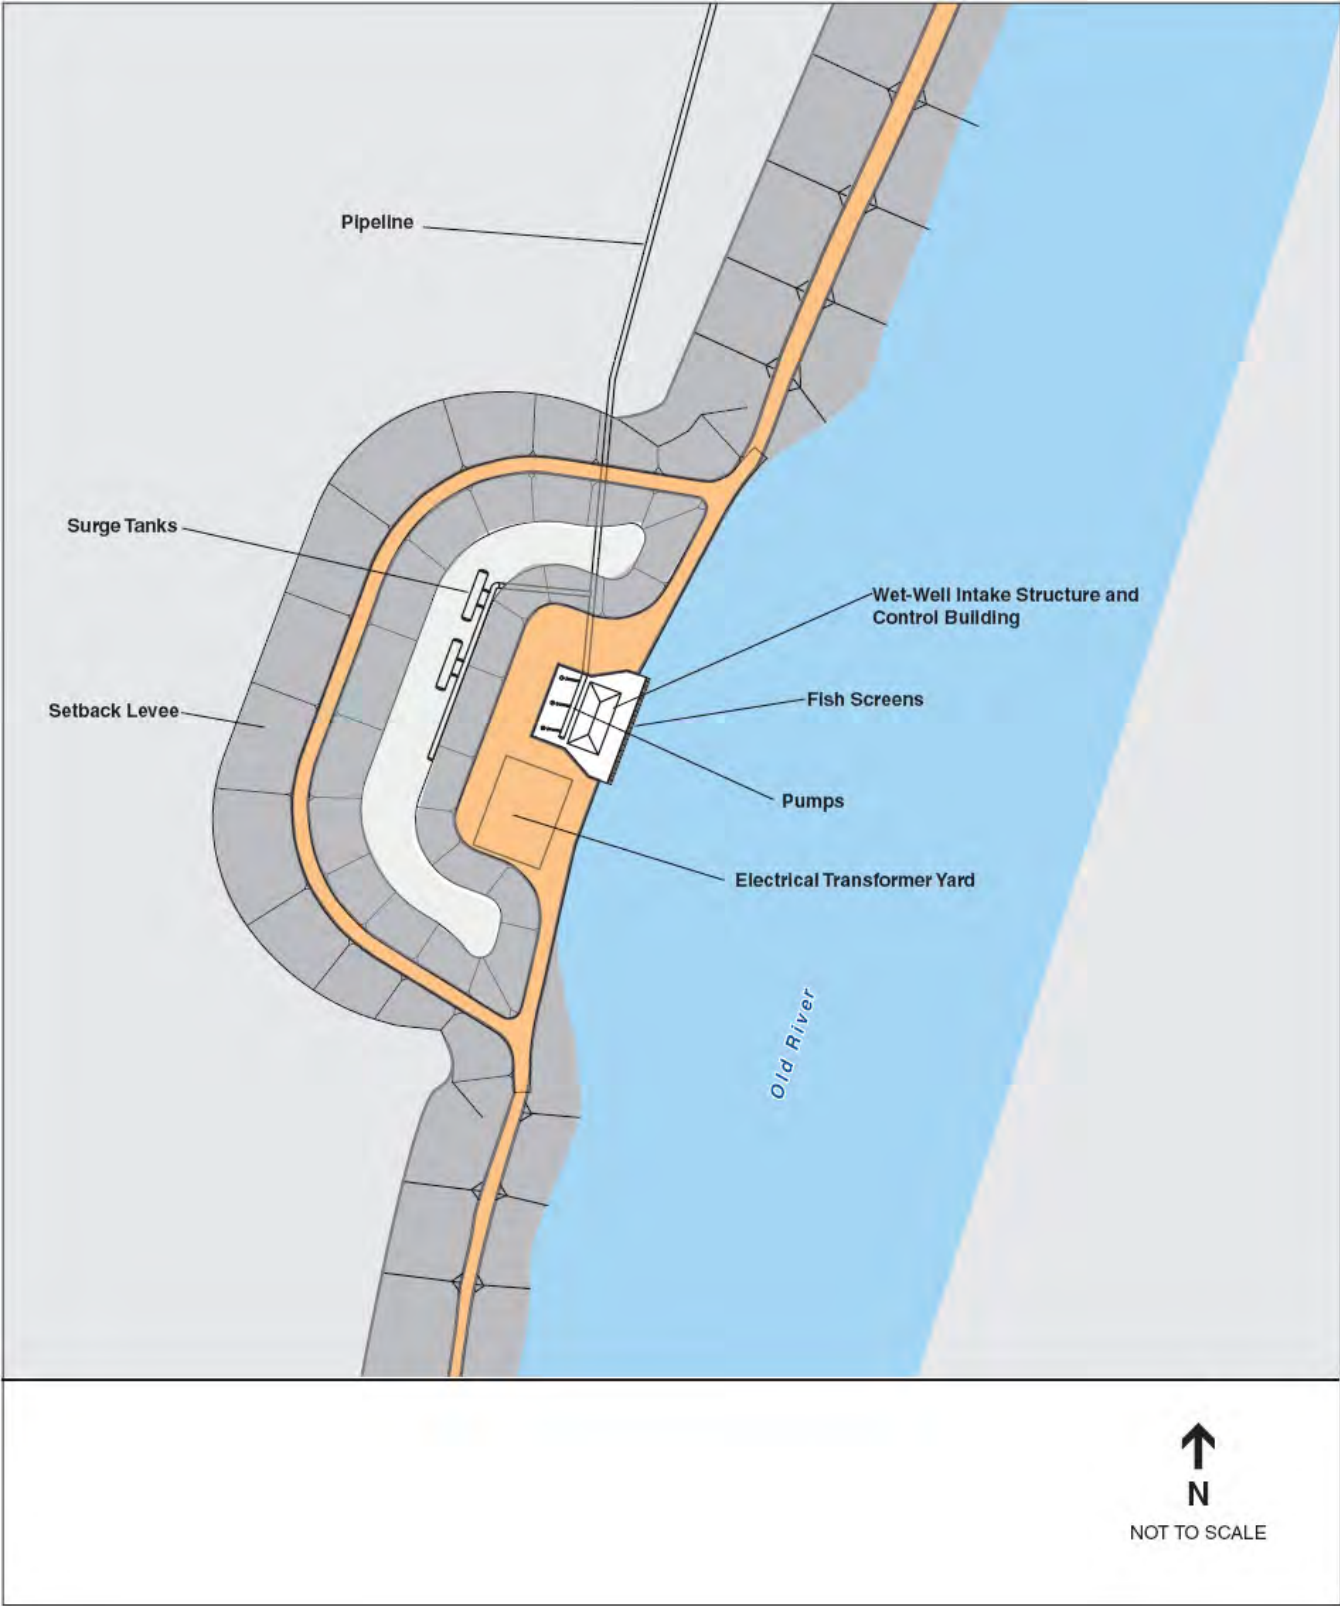 Pipeline
Surge Tanks
Wet-Well Intake Structure and
Control Building
Setback Levee
Fish Screens
Pumps
Electrical Transformer Yard
Old River
N
NOT TO SCALE